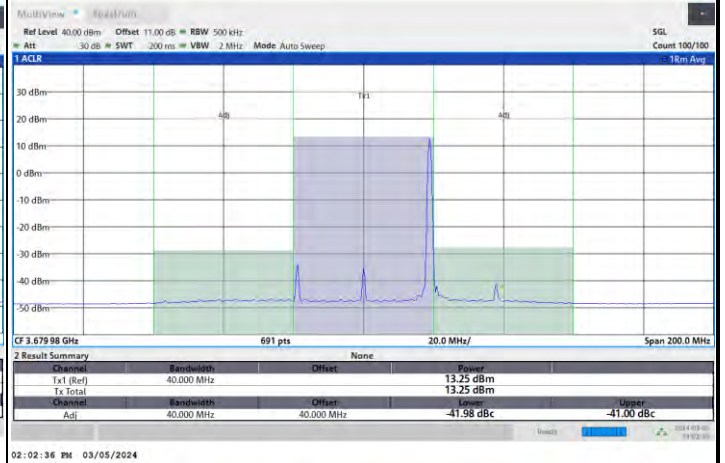 MultiView Spectrum
Ref Level 40.00 dBm Offset 11.00 dB RBW 500 kHz SGL
Att 30 dB SWT 200 ms VBW 2 MHz Mode Auto Sweep Count 100/100
1 ACLR 1Rm Avg
Tx1
30 dBm
Adj Adj
20 dBm
10 dBm
0 dBm
-10 dBm
-20 dBm
-30 dBm
-40 dBm
-50 dBm
CF 3.67998 GHz 691 pts 20.0 MHz/ Span 200.0 MHz
2 Result Summary None
Channel Bandwidth Offset Power
Tx1 (Ref) 40.000 MHz 13.25 dBm
Tx Total 13.25 dBm
Channel Bandwidth Offset Lower Upper
Adj 40.000 MHz 40.000 MHz -41.98 dBc -41.00 dBc
Ready
02:02:36 PM 03/05/2024